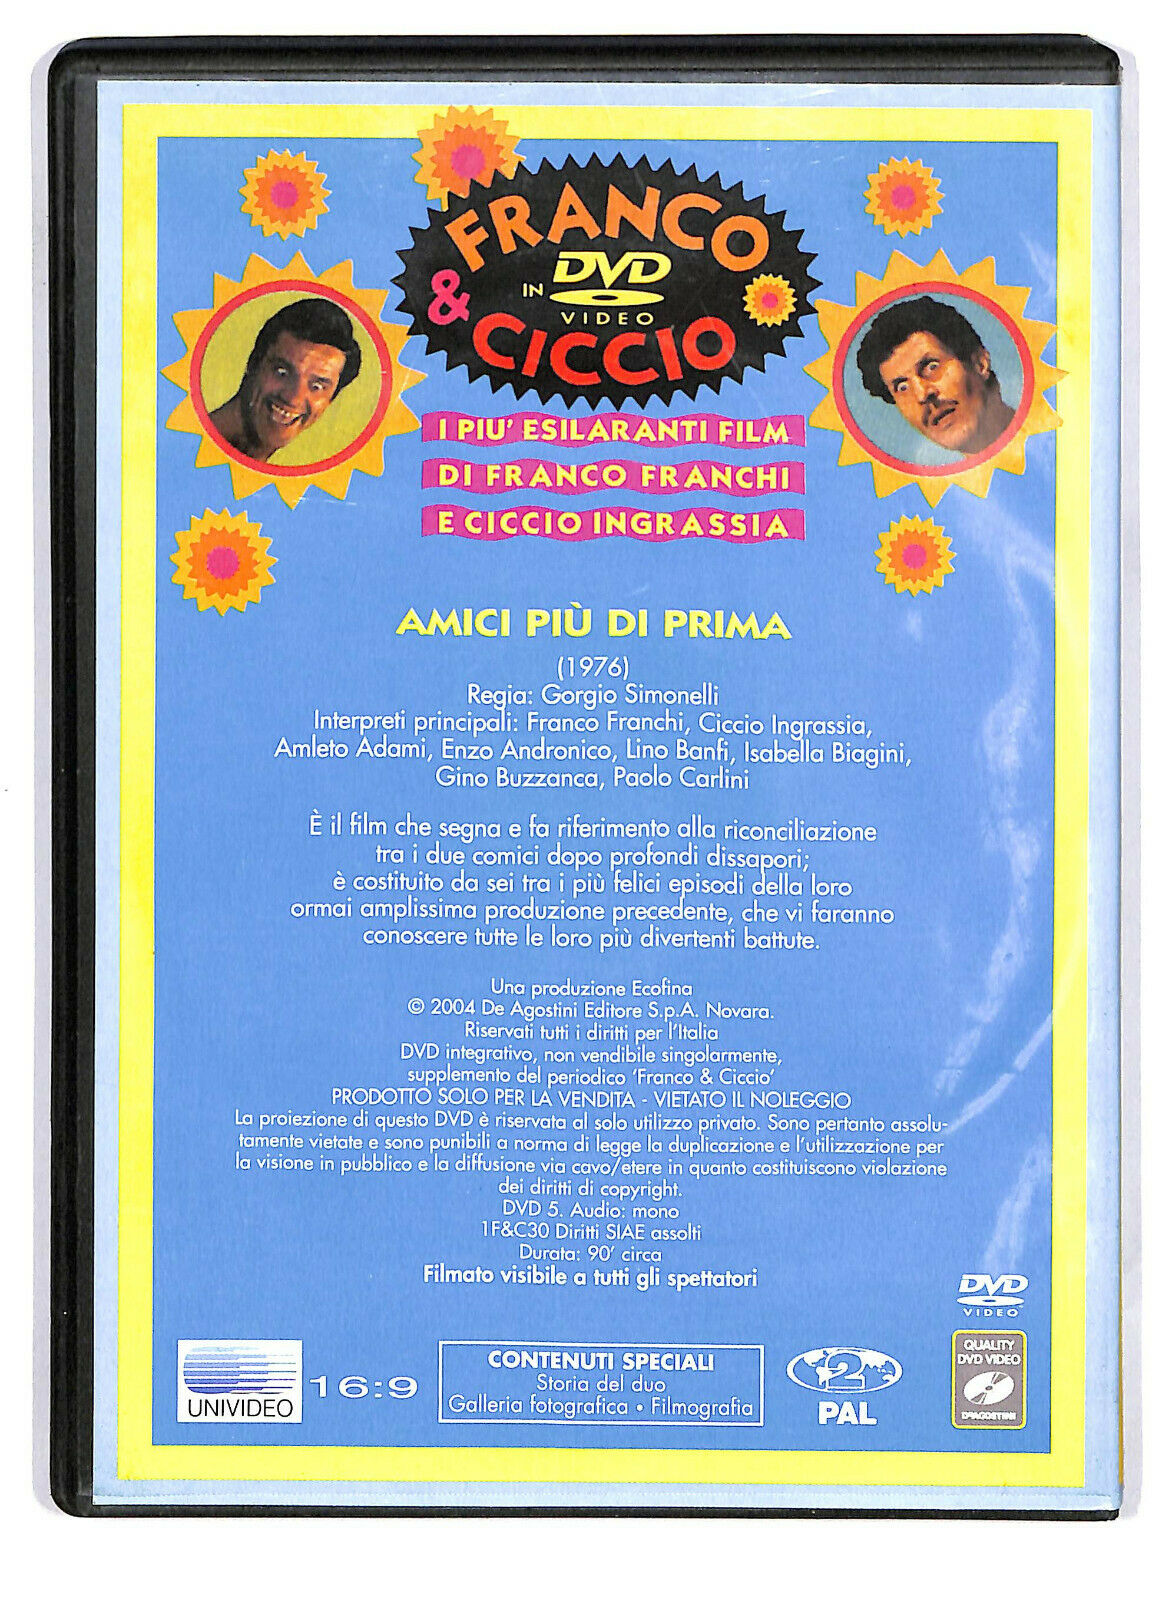 FRANCO
IN DVD
VIDEO
& CICCIO
I PIU' ESILARANTI FILM
DI FRANCO FRANCHI
E CICCIO INGRASSIA
AMICI PIÙ DI PRIMA
(1976)
Regia: Gorgio Simonelli
Interpreti principali: Franco Franchi, Ciccio Ingrassia,
Amleto Adami, Enzo Andronico, Lino Banfi, Isabella Biagini,
Gino Buzzanca, Paolo Carlini
È il film che segna e fa riferimento alla riconciliazione
tra i due comici dopo profondi dissapori;
è costituito da sei tra i più felici episodi della loro
ormai amplissima produzione precedente, che vi faranno
conoscere tutte le loro più divertenti battute.
Una produzione Ecofina
© 2004 De Agostini Editore S.p.A. Novara.
Riservati tutti i diritti per l'Italia
DVD integrativo, non vendibile singolarmente,
supplemento del periodico 'Franco & Ciccio'
PRODOTTO SOLO PER LA VENDITA - VIETATO IL NOLEGGIO
La proiezione di questo DVD è riservata al solo utilizzo privato. Sono pertanto assolu-
tamente vietate e sono punibili a norma di legge la duplicazione e l'utilizzazione per
la visione in pubblico e la diffusione via cavo/etere in quanto costituiscono violazione
dei diritti di copyright.
DVD 5. Audio: mono
1F&C30 Diritti SIAE assolti
Durata: 90' circa
Filmato visibile a tutti gli spettatori
DVD
VIDEO
UNIVIDEO
16:9
CONTENUTI SPECIALI
Storia del duo
Galleria fotografica • Filmografia
2
PAL
QUALITY
DVD VIDEO
DEAGOSTINI